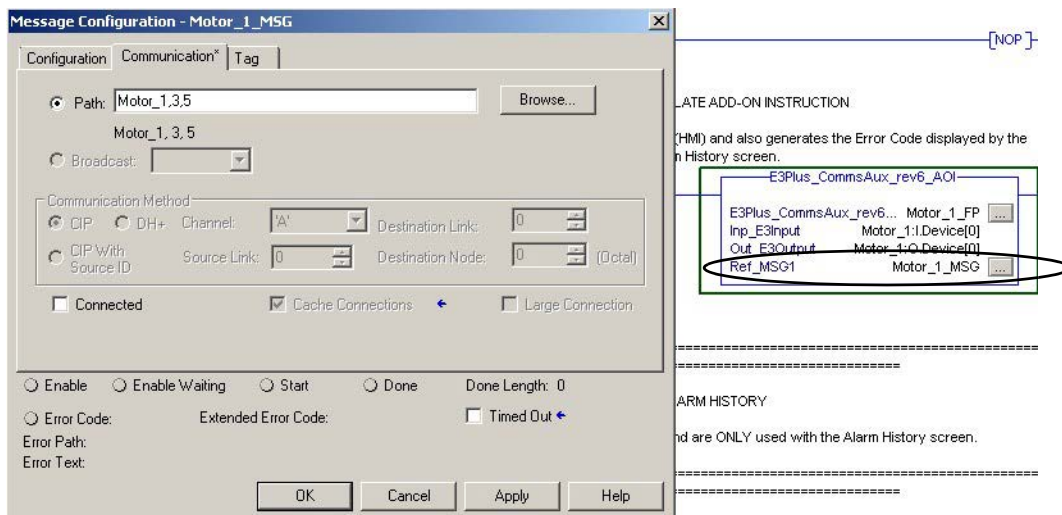 Message Configuration - Motor_1_MSG
Configuration Communication* Tag
Path: Motor_1,3,5 Browse...
Motor_1, 3, 5
Broadcast:
Communication Method
CIP DH+ Channel: 'A' Destination Link: 0
CIP With Source ID Source Link: 0 Destination Node: 0 (Octal)
Connected Cache Connections Large Connection
Enable Enable Waiting Start Done Done Length: 0
Error Code: Extended Error Code: Timed Out
Error Path:
Error Text:
OK Cancel Apply Help
NOP
LATE ADD-ON INSTRUCTION
(HMI) and also generates the Error Code displayed by the
n History screen.
E3Plus_CommsAux_rev6_AOI
E3Plus_CommsAux_rev6... Motor_1_FP ...
Inp_E3Input Motor_1:I.Device[0]
Out_E3Output Motor_1:O.Device[0]
Ref_MSG1 Motor_1_MSG ...
ARM HISTORY
nd are ONLY used with the Alarm History screen.